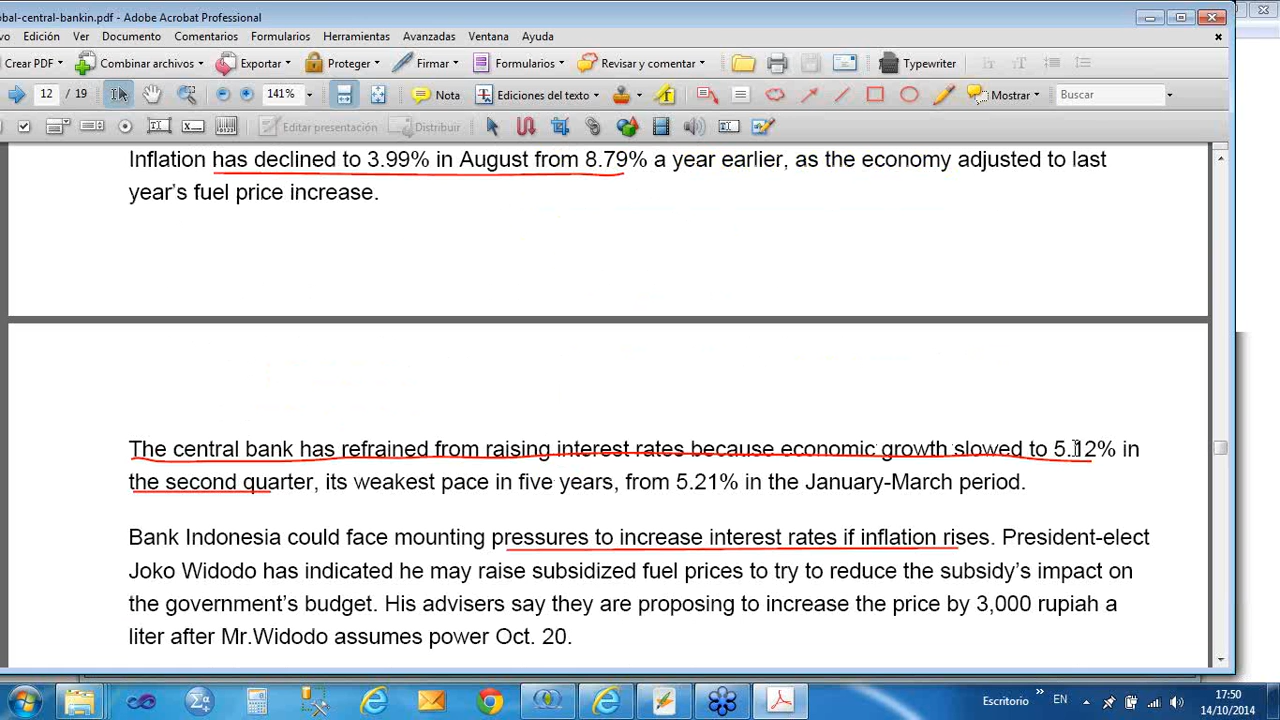 bal-central-bankin.pdf - Adobe Acrobat Professional
vo Edición Ver Documento Comentarios Formularios Herramientas Avanzadas Ventana Ayuda
Crear PDF Combinar archivos Exportar Proteger Firmar Formularios Revisar y comentar Typewriter
12 / 19 141% Nota Ediciones del texto Mostrar Buscar
Editar presentación Distribuir
Inflation has declined to 3.99% in August from 8.79% a year earlier, as the economy adjusted to last
year's fuel price increase.
The central bank has refrained from raising interest rates because economic growth slowed to 5.12% in
the second quarter, its weakest pace in five years, from 5.21% in the January-March period.
Bank Indonesia could face mounting pressures to increase interest rates if inflation rises. President-elect
Joko Widodo has indicated he may raise subsidized fuel prices to try to reduce the subsidy's impact on
the government's budget. His advisers say they are proposing to increase the price by 3,000 rupiah a
liter after Mr.Widodo assumes power Oct. 20.
Escritorio » EN 17:50
14/10/2014